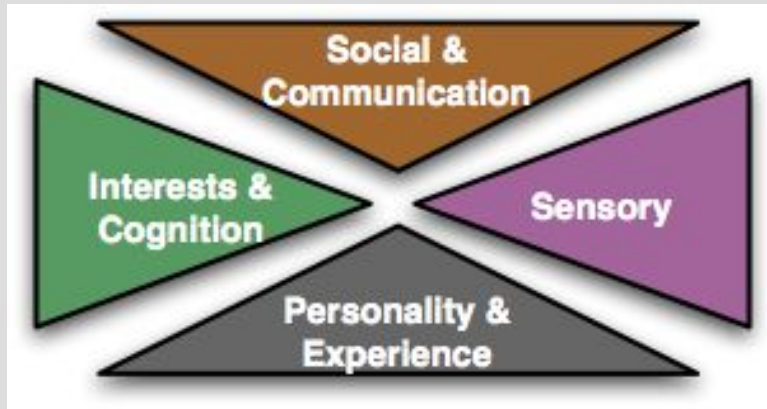 Social &
Communication
Interests &
Cognition
Sensory
Personality &
Experience